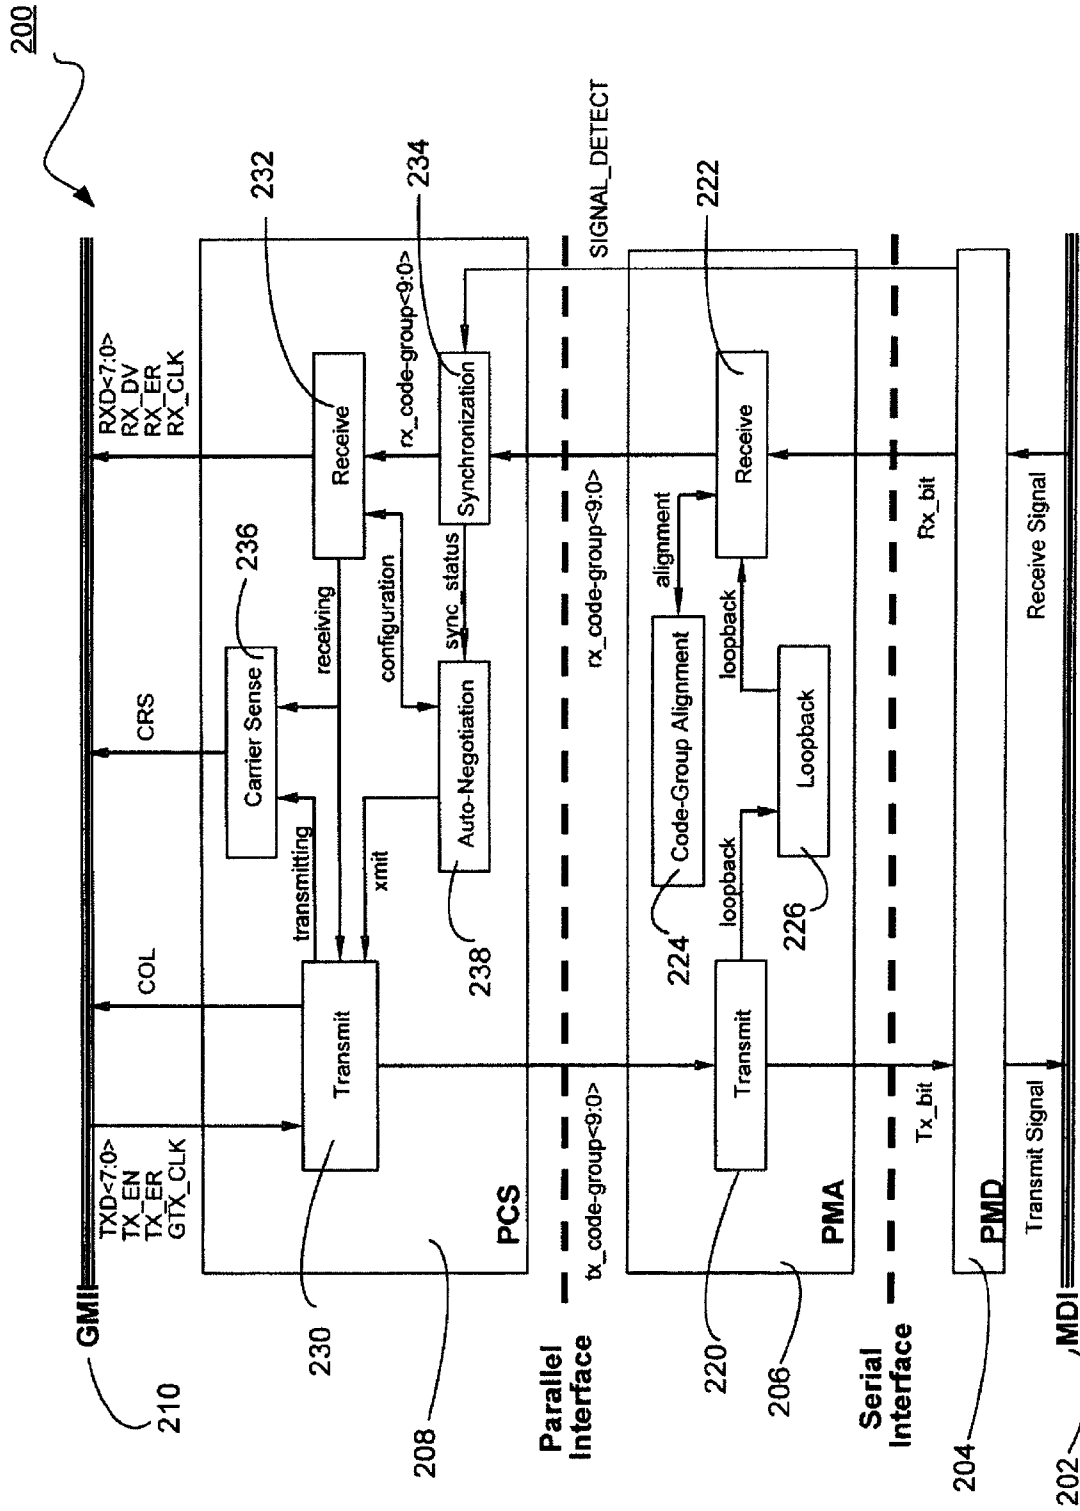 200
GMII
210
TXD<7:0>
TX_EN
TX_ER
GTX_CLK
COL
CRS
RXD<7:0>
RX_DV
RX_ER
RX_CLK
230
Transmit
transmitting
Carrier Sense
236
receiving
Receive
232
xmit
configuration
rx_code-group<9:0>
Auto-Negotiation
238
sync_status
Synchronization
234
PCS
208
Parallel
Interface
tx_code-group<9:0>
rx_code-group<9:0>
SIGNAL_DETECT
224
Code-Group Alignment
alignment
Transmit
220
loopback
loopback
Receive
222
Loopback
226
PMA
206
Serial
Interface
Tx_bit
Rx_bit
PMD
204
Transmit Signal
Receive Signal
MDI
202